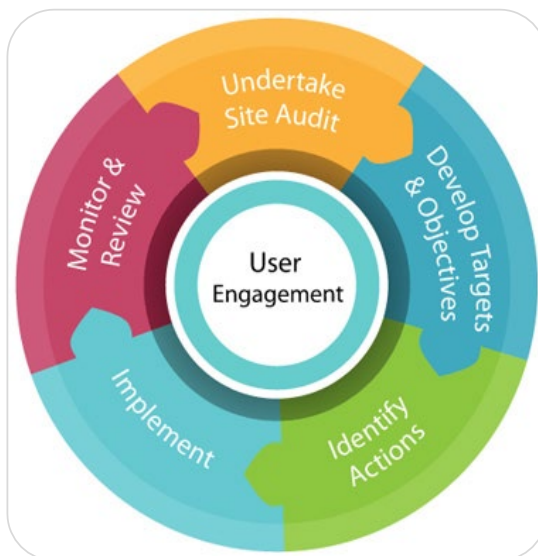 Undertake
Site Audit
Develop Targets
& Objectives
Identify
Actions
Implement
Monitor &
Review
User
Engagement